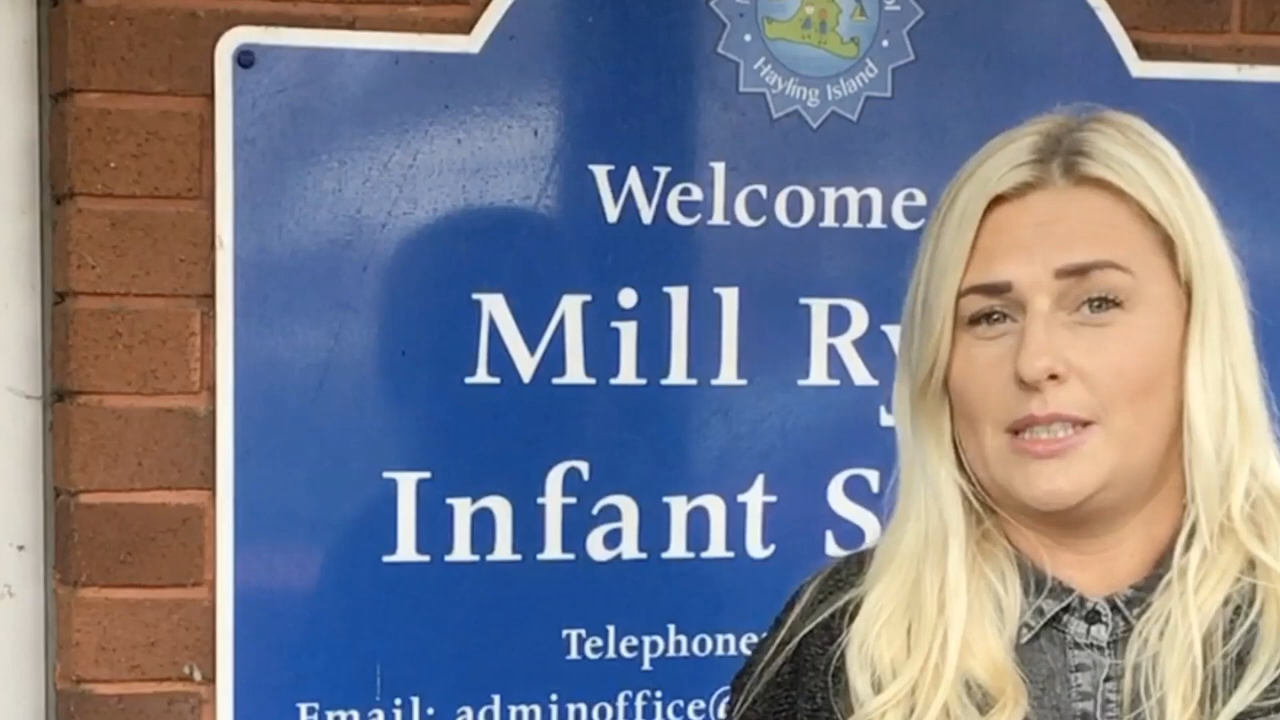 Hayling Island
Welcome
Mill Ry
Infant S
Telephone:
Email: adminoffice@